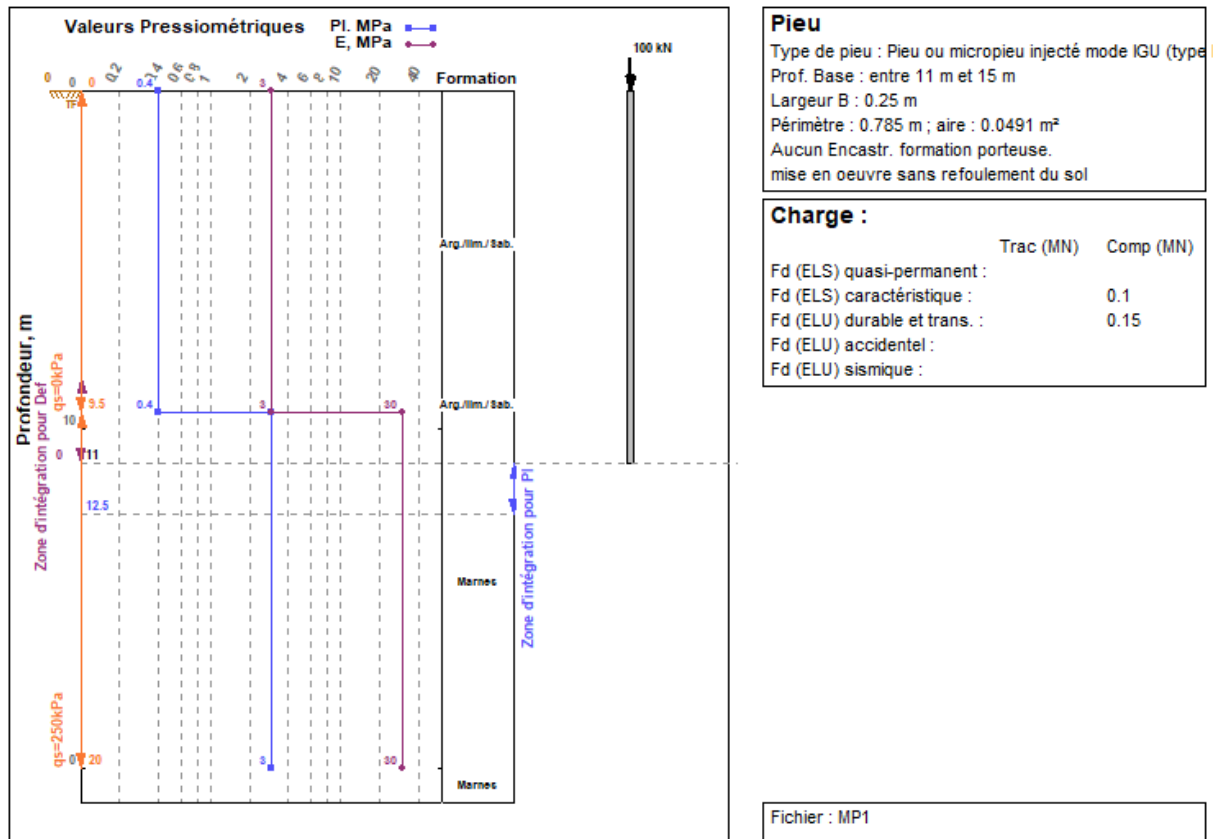 Valeurs Pressiométriques
Pl. MPa
E, MPa
0 0 0 0.2 0.4 0.6 0.8 1 2 4 6 8 10 20 40
Formation
TF
0.4 3
100 kN
Arg./lim./Sab.
Profondeur, m
Zone d'intégration pour Def
qs=0kPa
9.5
0.4 3 30
Arg./lim./Sab.
10
0 11
12.5
Zone d'intégration pour Pl
Marnes
qs=250kPa
0 20
3 30
Marnes
Pieu
Type de pieu : Pieu ou micropieu injecté mode IGU (type
Prof. Base : entre 11 m et 15 m
Largeur B : 0.25 m
Périmètre : 0.785 m ; aire : 0.0491 m²
Aucun Encastr. formation porteuse.
mise en oeuvre sans refoulement du sol
Charge :
Trac (MN) Comp (MN)
Fd (ELS) quasi-permanent :
Fd (ELS) caractéristique : 0.1
Fd (ELU) durable et trans. : 0.15
Fd (ELU) accidentel :
Fd (ELU) sismique :
Fichier : MP1